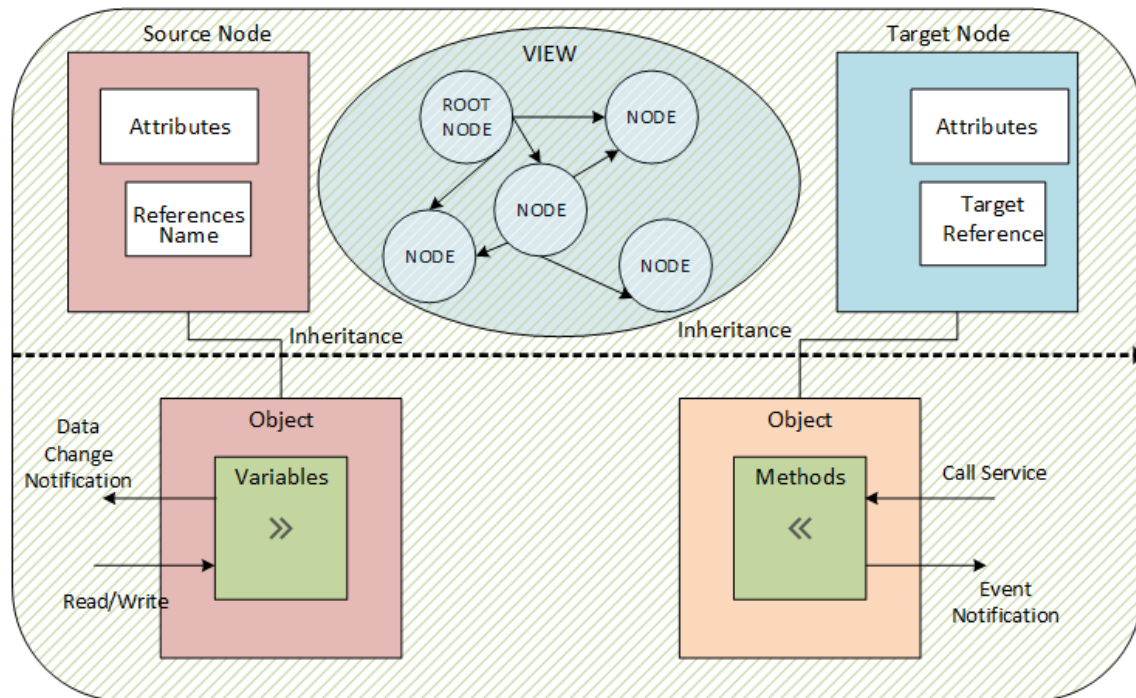 Source Node
Attributes
References
Name
VIEW
ROOT
NODE
NODE
NODE
NODE
NODE
Target Node
Attributes
Target
Reference
Inheritance
Inheritance
Object
Variables
Data
Change
Notification
Read/Write
Object
Methods
Call Service
Event
Notification